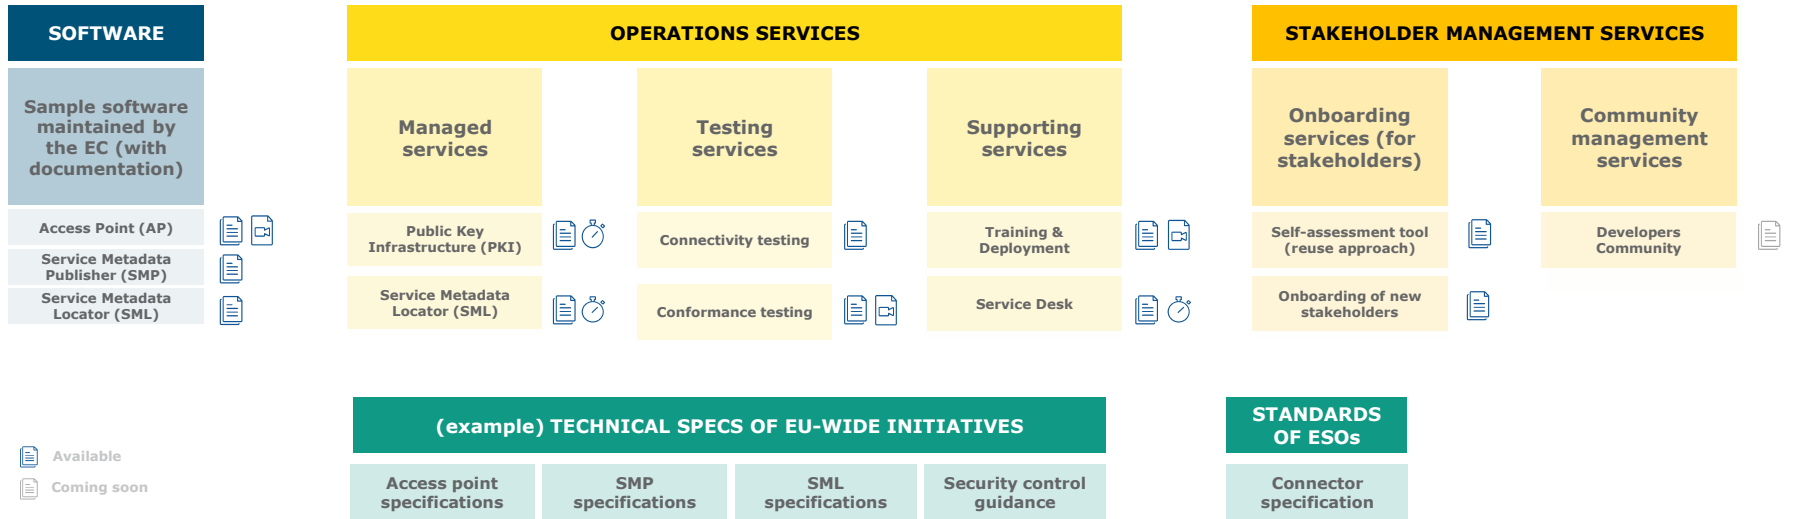 SOFTWARE
OPERATIONS SERVICES
STAKEHOLDER MANAGEMENT SERVICES
Sample software
maintained by
the EC (with
documentation)
Managed
services
Testing
services
Supporting
services
Onboarding
services (for
stakeholders)
Community
management
services
Access Point (AP)
Service Metadata
Publisher (SMP)
Service Metadata
Locator (SML)
Public Key
Infrastructure (PKI)
Service Metadata
Locator (SML)
Connectivity testing
Conformance testing
Training &
Deployment
Service Desk
Self-assessment tool
(reuse approach)
Onboarding of new
stakeholders
Developers
Community
(example) TECHNICAL SPECS OF EU-WIDE INITIATIVES
STANDARDS
OF ESOs
Available
Coming soon
Access point
specifications
SMP
specifications
SML
specifications
Security control
guidance
Connector
specification